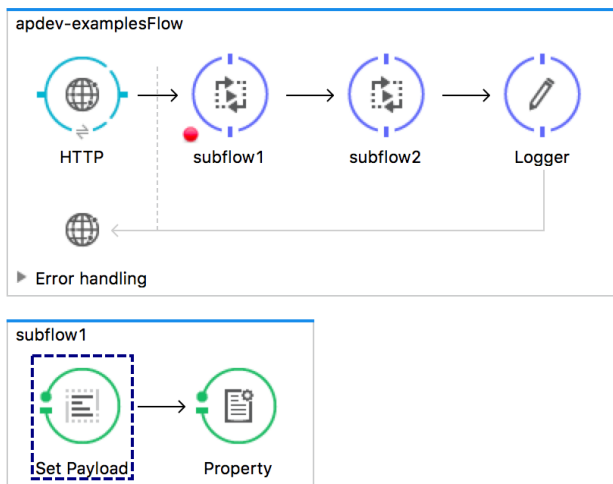 apdev-examplesFlow
HTTP
subflow1
subflow2
Logger
Error handling
subflow1
Set Payload
Property